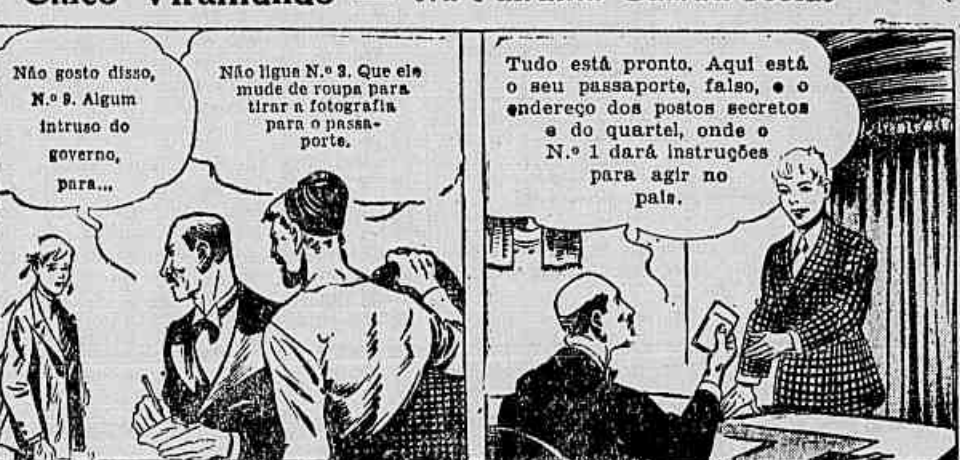 Chico Viramundo
Não gosto disso,
N.º 9. Algum
intruso do
governo,
para...
Não ligue N.º 3. Que ele
mude de roupa para
tirar a fotografia
para o passa-
porte.
Tudo está pronto. Aqui está
o seu passaporte, falso, e o
endereço dos postos secretos
e do quartel, onde o
N.º 1 dará instruções
para agir no
país.